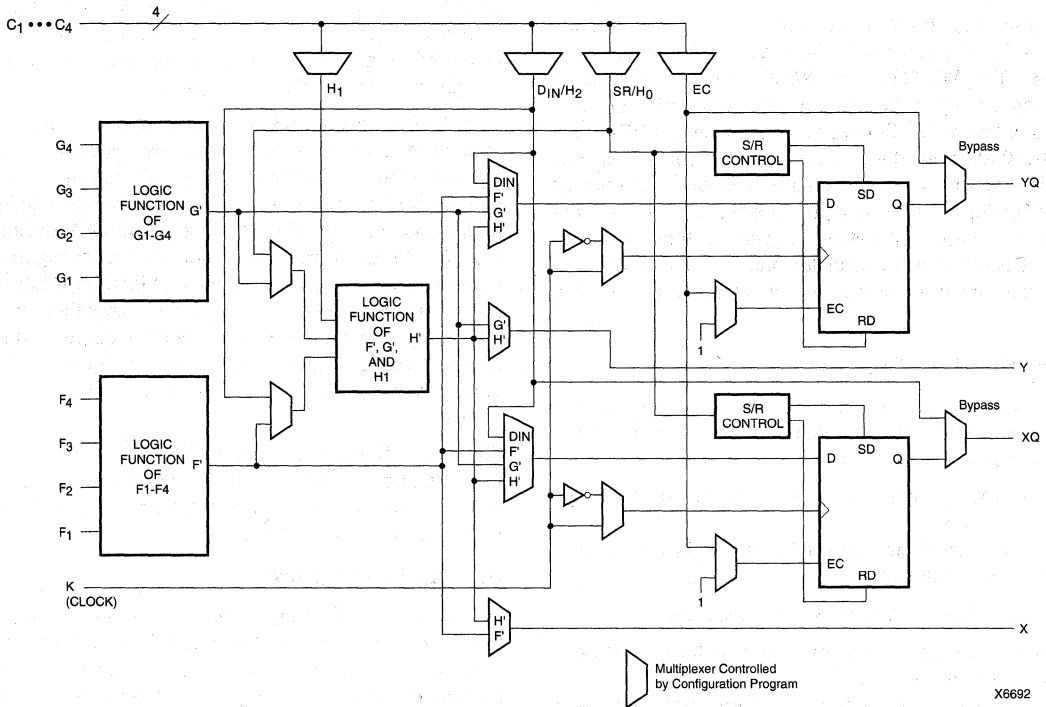 4
C1 ••• C4
H1
DIN/H2
SR/H0
EC
G4
G3
G2
G1
LOGIC
FUNCTION
OF
G1-G4
G'
DIN
F'
G'
H'
S/R
CONTROL
Bypass
YQ
D
SD
Q
EC
RD
1
LOGIC
FUNCTION
OF
F', G',
AND
H1
H'
G'
H'
Y
F4
F3
F2
F1
LOGIC
FUNCTION
OF
F1-F4
F'
DIN
F'
G'
H'
S/R
CONTROL
Bypass
XQ
D
SD
Q
EC
RD
1
K
(CLOCK)
H'
F'
X
Multiplexer Controlled
by Configuration Program
X6692